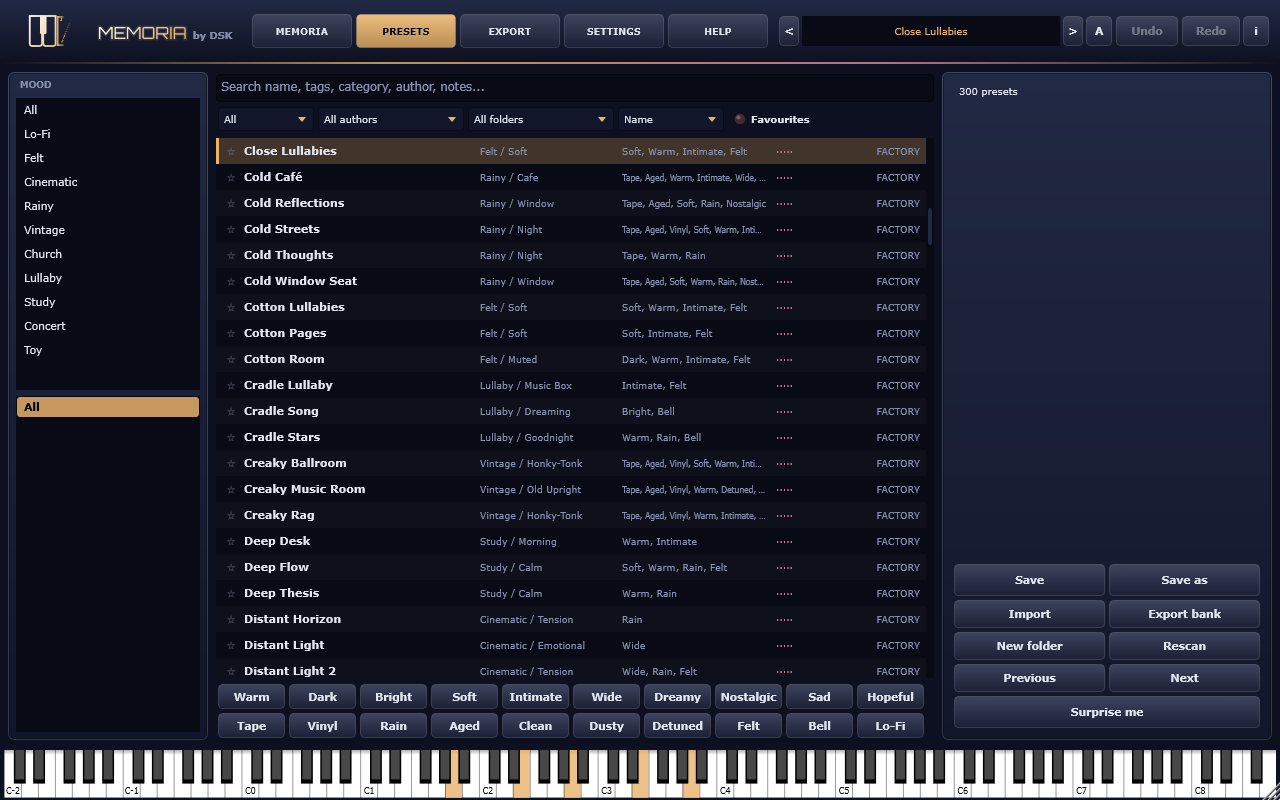 MEMORIA by DSK
MEMORIA PRESETS EXPORT SETTINGS HELP
< Close Lullabies > A Undo Redo i
MOOD
All
Lo-Fi
Felt
Cinematic
Rainy
Vintage
Church
Lullaby
Study
Concert
Toy
All
Search name, tags, category, author, notes...
All All authors All folders Name Favourites
☆ Close Lullabies Felt / Soft Soft, Warm, Intimate, Felt ····· FACTORY
☆ Cold Café Rainy / Cafe Tape, Aged, Warm, Intimate, Wide, ... ····· FACTORY
☆ Cold Reflections Rainy / Window Tape, Aged, Soft, Rain, Nostalgic ····· FACTORY
☆ Cold Streets Rainy / Night Tape, Aged, Vinyl, Soft, Warm, Inti... ····· FACTORY
☆ Cold Thoughts Rainy / Night Tape, Warm, Rain ····· FACTORY
☆ Cold Window Seat Rainy / Window Tape, Aged, Soft, Warm, Rain, Nost... ····· FACTORY
☆ Cotton Lullabies Felt / Soft Soft, Warm, Intimate, Felt ····· FACTORY
☆ Cotton Pages Felt / Soft Soft, Intimate, Felt ····· FACTORY
☆ Cotton Room Felt / Muted Dark, Warm, Intimate, Felt ····· FACTORY
☆ Cradle Lullaby Lullaby / Music Box Intimate, Felt ····· FACTORY
☆ Cradle Song Lullaby / Dreaming Bright, Bell ····· FACTORY
☆ Cradle Stars Lullaby / Goodnight Warm, Rain, Bell ····· FACTORY
☆ Creaky Ballroom Vintage / Honky-Tonk Tape, Aged, Vinyl, Soft, Warm, Inti... ····· FACTORY
☆ Creaky Music Room Vintage / Old Upright Tape, Aged, Vinyl, Warm, Detuned, ... ····· FACTORY
☆ Creaky Rag Vintage / Honky-Tonk Tape, Aged, Vinyl, Warm, Intimate, ... ····· FACTORY
☆ Deep Desk Study / Morning Warm, Intimate ····· FACTORY
☆ Deep Flow Study / Calm Soft, Warm, Rain, Felt ····· FACTORY
☆ Deep Thesis Study / Calm Warm, Rain ····· FACTORY
☆ Distant Horizon Cinematic / Tension Rain ····· FACTORY
☆ Distant Light Cinematic / Emotional Wide ····· FACTORY
☆ Distant Light 2 Cinematic / Tension Wide, Rain, Felt ····· FACTORY
Warm Dark Bright Soft Intimate Wide Dreamy Nostalgic Sad Hopeful
Tape Vinyl Rain Aged Clean Dusty Detuned Felt Bell Lo-Fi
300 presets
Save Save as
Import Export bank
New folder Rescan
Previous Next
Surprise me
C-2 C-1 C0 C1 C2 C3 C4 C5 C6 C7 C8